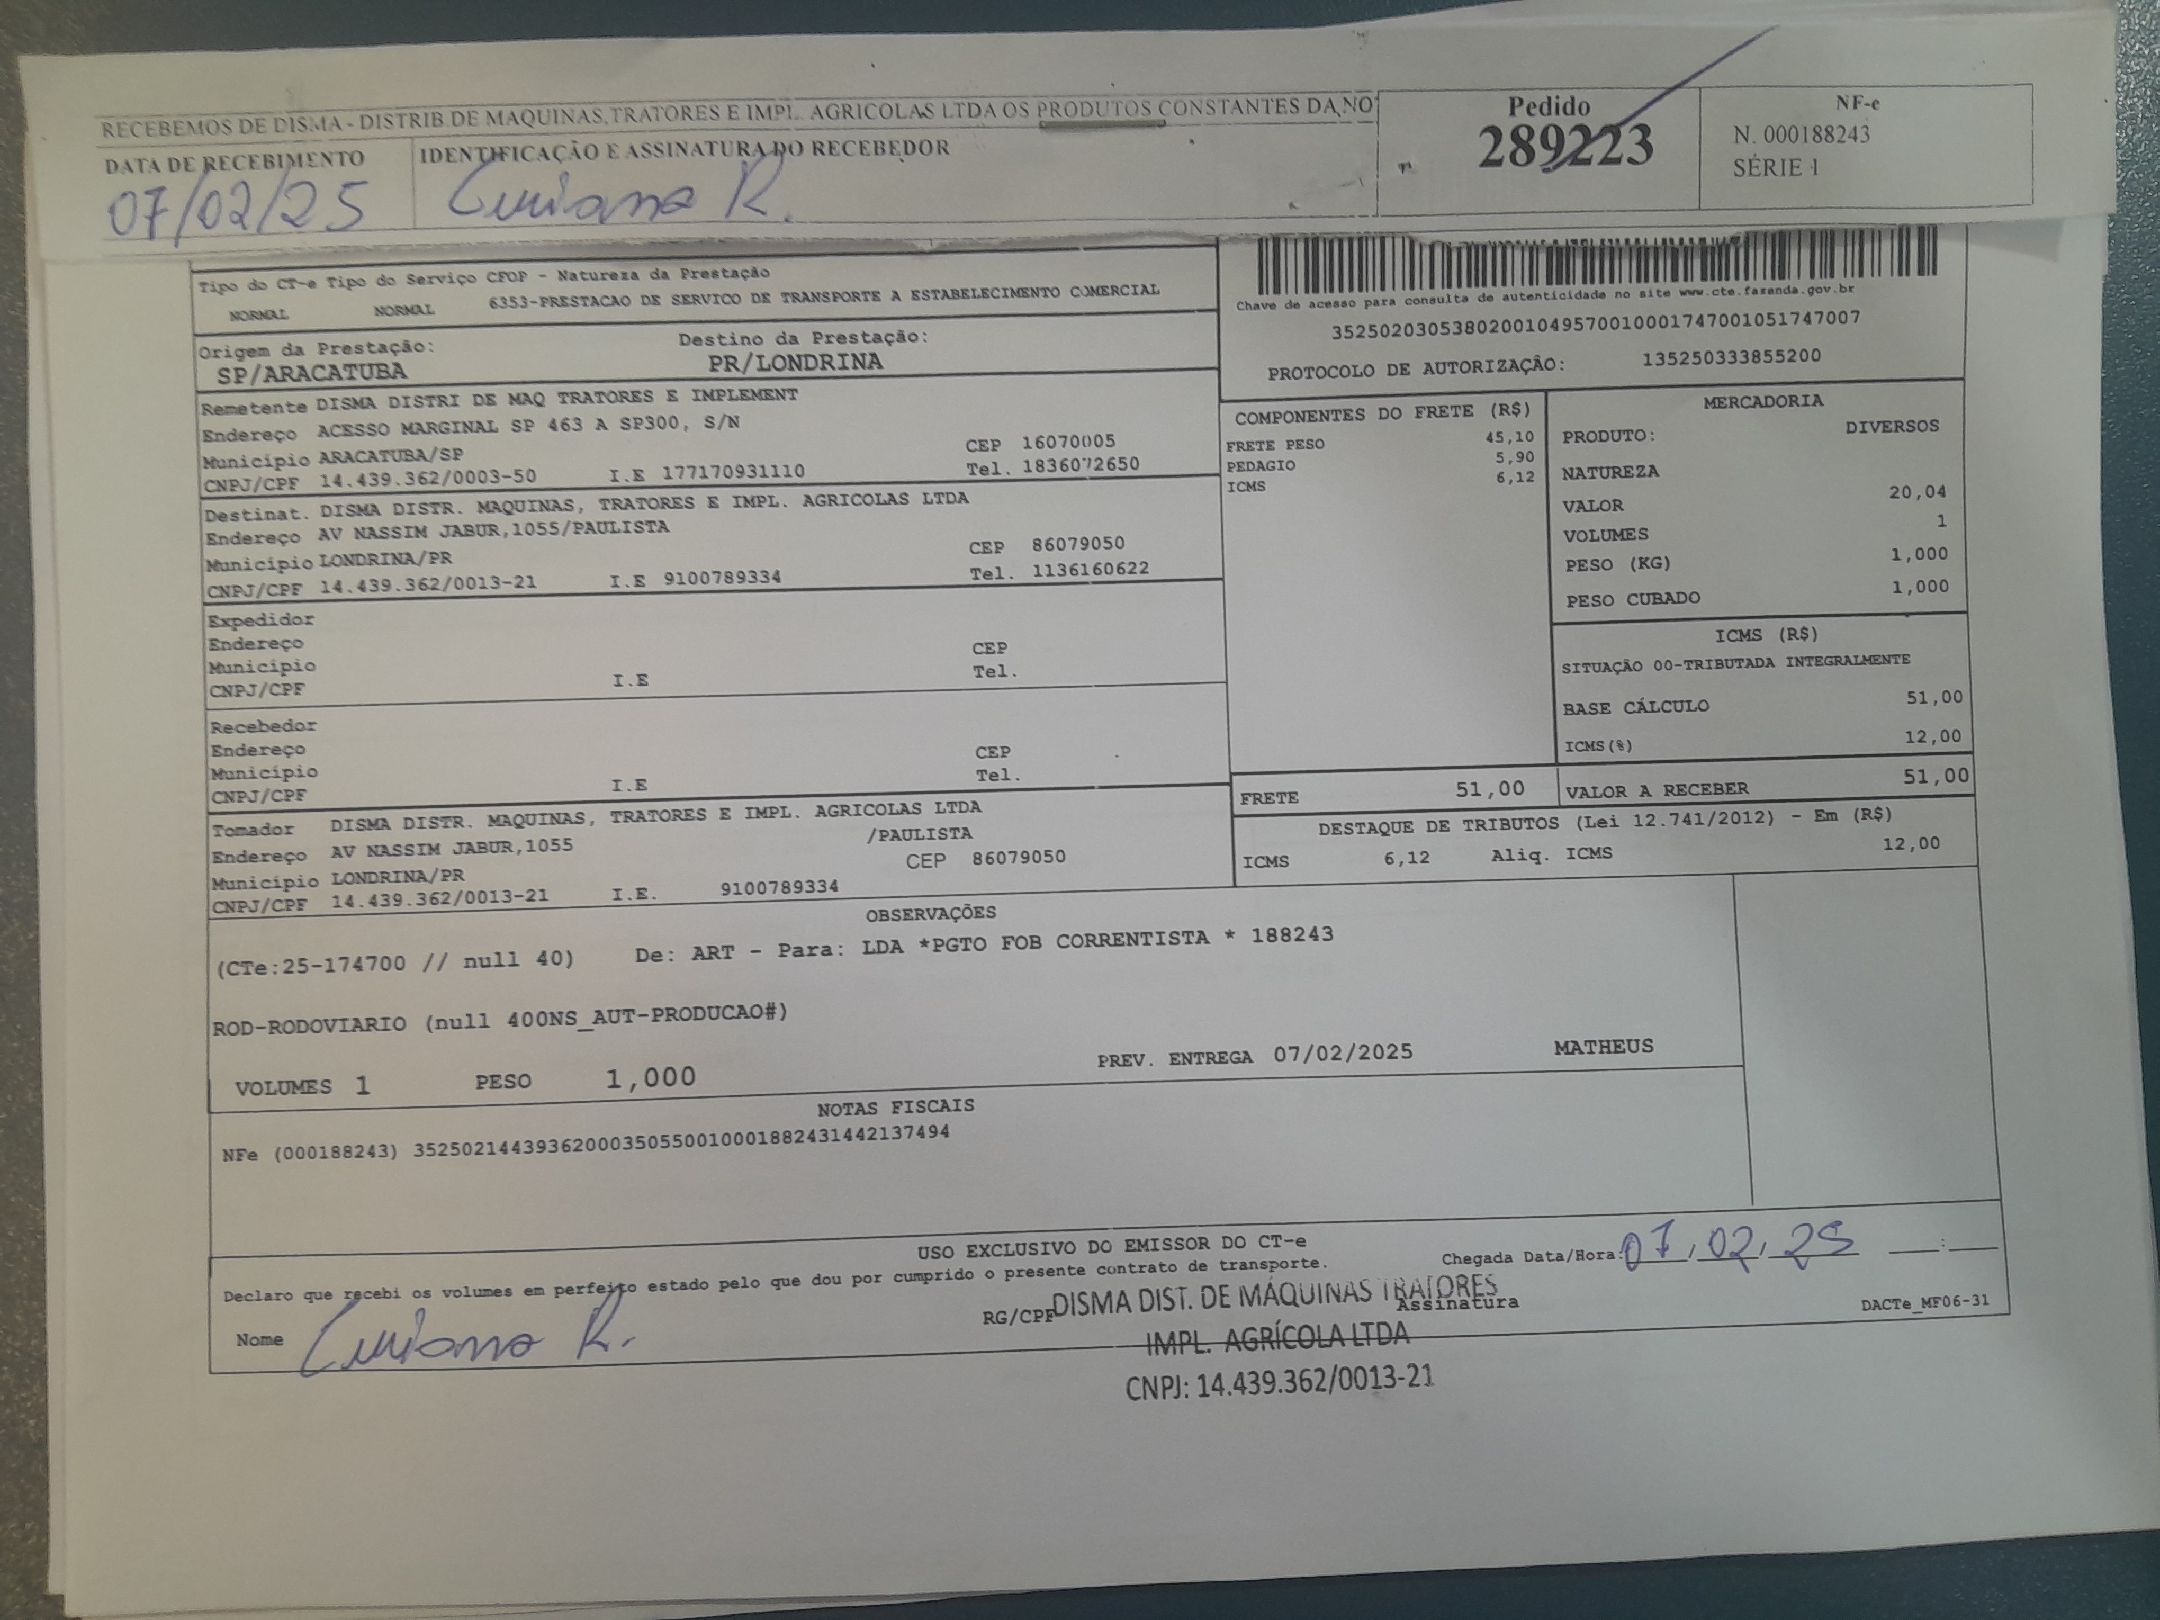 RECEBEMOS DE DISMA - DISTRIB DE MAQUINAS,TRATORES E IMPL. AGRICOLAS LTDA OS PRODUTOS CONSTANTES DA NO
DATA DE RECEBIMENTO
07/02/25
IDENTIFICAÇÃO E ASSINATURA DO RECEBEDOR
R.
Pedido
289223
NF-e
N. 000188243
SÉRIE 1
Tipo do CT-e Tipo do Serviço CFOP - Natureza da Prestação
NORMAL NORMAL 6353-PRESTACAO DE SERVICO DE TRANSPORTE A ESTABELECIMENTO COMERCIAL
Chave de acesso para consulta de autenticidade no site www.cte.fazenda.gov.br
35250203053802001049570010001747001051747007
PROTOCOLO DE AUTORIZAÇÃO: 135250333855200
Origem da Prestação: Destino da Prestação:
SP/ARACATUBA PR/LONDRINA
Remetente DISMA DISTRI DE MAQ TRATORES E IMPLEMENT
Endereço ACESSO MARGINAL SP 463 A SP300, S/N
Município ARACATUBA/SP CEP 16070005
CNPJ/CPF 14.439.362/0003-50 I.E 177170931110 Tel. 1836072650
Destinat. DISMA DISTR. MAQUINAS, TRATORES E IMPL. AGRICOLAS LTDA
Endereço AV NASSIM JABUR,1055/PAULISTA
Município LONDRINA/PR CEP 86079050
CNPJ/CPF 14.439.362/0013-21 I.E 9100789334 Tel. 1136160622
Expedidor
Endereço
Município CEP
CNPJ/CPF I.E Tel.
Recebedor
Endereço
Município CEP
CNPJ/CPF I.E Tel.
Tomador DISMA DISTR. MAQUINAS, TRATORES E IMPL. AGRICOLAS LTDA
Endereço AV NASSIM JABUR,1055 /PAULISTA
Município LONDRINA/PR CEP 86079050
CNPJ/CPF 14.439.362/0013-21 I.E. 9100789334
COMPONENTES DO FRETE (R$)
FRETE PESO 45,10
PEDAGIO 5,90
ICMS 6,12
MERCADORIA
PRODUTO: DIVERSOS
NATUREZA
VALOR 20,04
VOLUMES 1
PESO (KG) 1,000
PESO CUBADO 1,000
ICMS (R$)
SITUAÇÃO 00-TRIBUTADA INTEGRALMENTE
BASE CÁLCULO 51,00
ICMS(%) 12,00
FRETE 51,00 VALOR A RECEBER 51,00
DESTAQUE DE TRIBUTOS (Lei 12.741/2012) - Em (R$)
ICMS 6,12 Aliq. ICMS 12,00
OBSERVAÇÕES
(CTe:25-174700 // null 40) De: ART - Para: LDA *PGTO FOB CORRENTISTA * 188243
ROD-RODOVIARIO (null 400NS_AUT-PRODUCAO#)
VOLUMES 1 PESO 1,000 PREV. ENTREGA 07/02/2025 MATHEUS
NOTAS FISCAIS
NFe (000188243) 35250214439362000350550010001882431442137494
USO EXCLUSIVO DO EMISSOR DO CT-e
Declaro que recebi os volumes em perfeito estado pelo que dou por cumprido o presente contrato de transporte.
Chegada Data/Hora: 07/02/25 __:__
Nome R.
RG/CPF
Assinatura
DACTe_MF06-31
DISMA DIST. DE MÁQUINAS TRATORES
IMPL. AGRÍCOLA LTDA
CNPJ: 14.439.362/0013-21